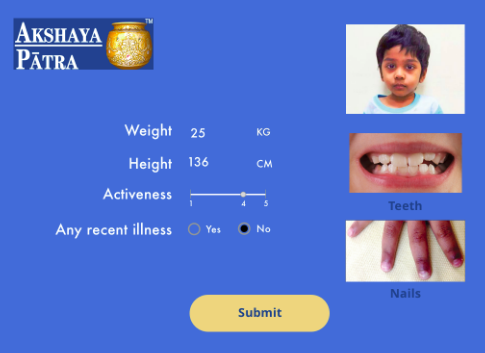 AKSHAYA
PĀTRA
TM
Weight 25 KG
Height 136 CM
Activeness
1 4 5
Any recent illness Yes No
Submit
Teeth
Nails